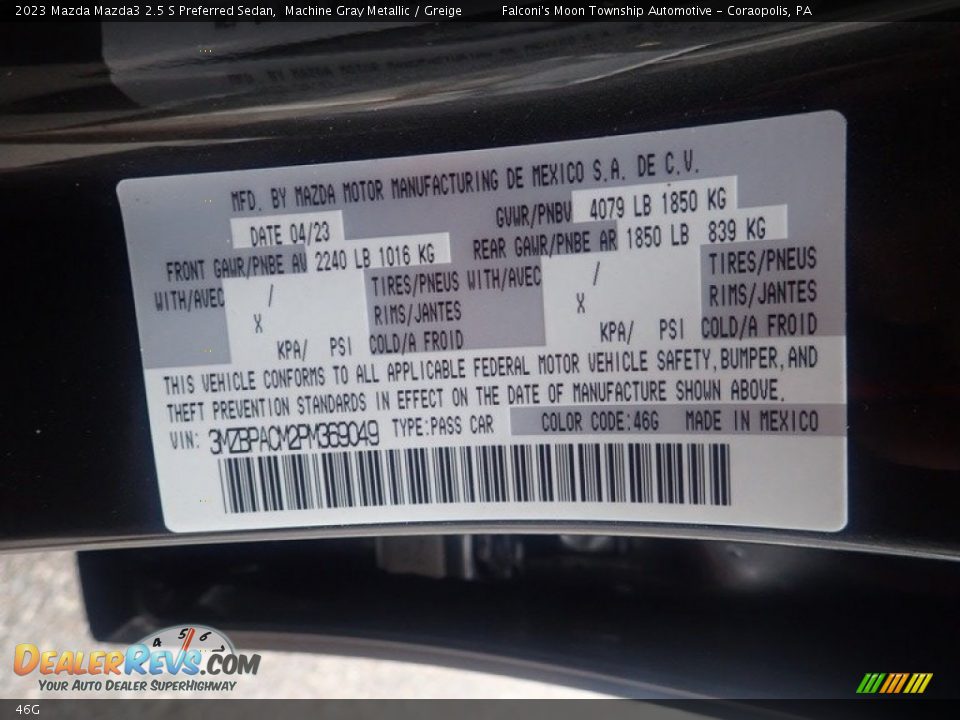 2023 Mazda Mazda3 2.5 S Preferred Sedan, Machine Gray Metallic / Greige Falconi's Moon Township Automotive - Coraopolis, PA
MFD. BY MAZDA MOTOR MANUFACTURING DE MEXICO S.A. DE C.V.
DATE 04/23 GVWR/PNBV 4079 LB 1850 KG
FRONT GAWR/PNBE AV 2240 LB 1016 KG REAR GAWR/PNBE AR 1850 LB 839 KG
WITH/AVEC / TIRES/PNEUS WITH/AVEC / TIRES/PNEUS
X RIMS/JANTES X RIMS/JANTES
KPA/ PSI COLD/A FROID KPA/ PSI COLD/A FROID
THIS VEHICLE CONFORMS TO ALL APPLICABLE FEDERAL MOTOR VEHICLE SAFETY, BUMPER, AND
THEFT PREVENTION STANDARDS IN EFFECT ON THE DATE OF MANUFACTURE SHOWN ABOVE.
VIN: 3MZBPACM2PM369049 TYPE:PASS CAR COLOR CODE:46G MADE IN MEXICO
4 5 6 7
DealerRevs.com
Your Auto Dealer SuperHighway
46G